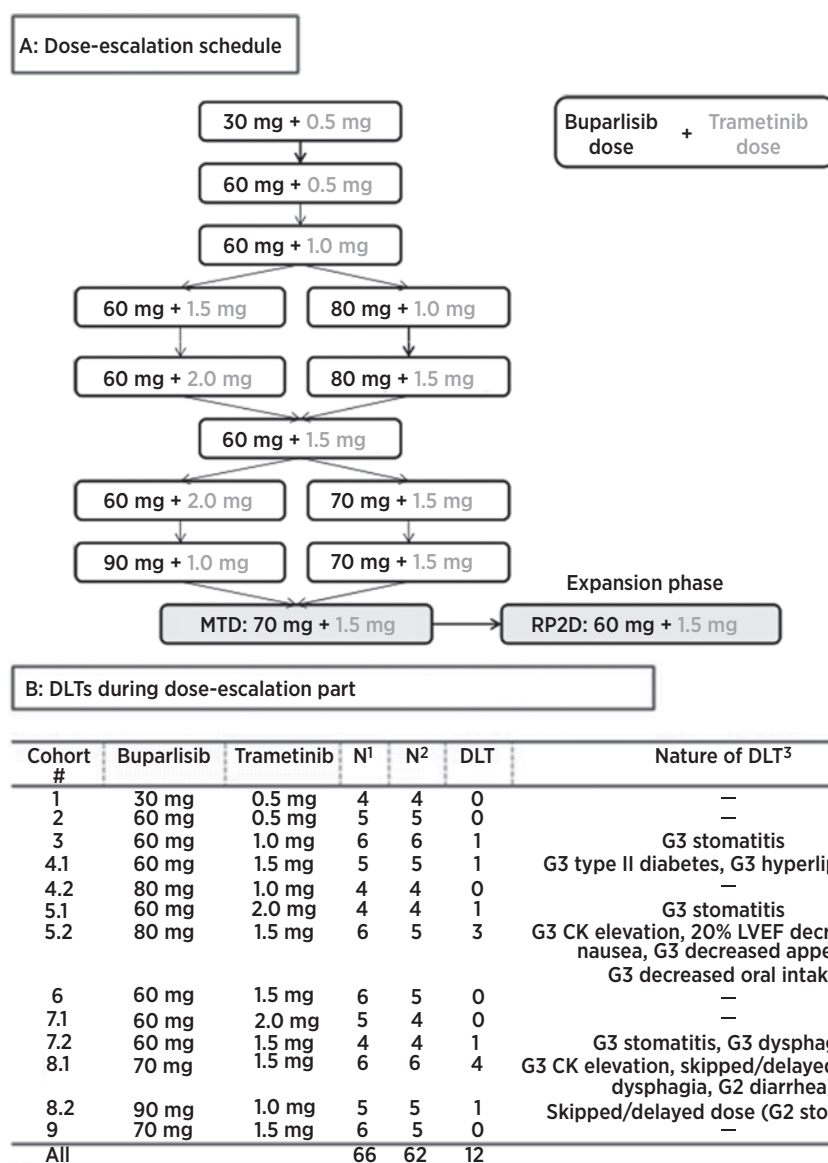 A: Dose-escalation schedule
30 mg + 0.5 mg
Buparlisib dose + Trametinib dose
60 mg + 0.5 mg
60 mg + 1.0 mg
60 mg + 1.5 mg
80 mg + 1.0 mg
60 mg + 2.0 mg
80 mg + 1.5 mg
60 mg + 1.5 mg
60 mg + 2.0 mg
70 mg + 1.5 mg
90 mg + 1.0 mg
70 mg + 1.5 mg
Expansion phase
MTD: 70 mg + 1.5 mg
RP2D: 60 mg + 1.5 mg
B: DLTs during dose-escalation part
Cohort # Buparlisib Trametinib N1 N2 DLT Nature of DLT3
1 30 mg 0.5 mg 4 4 0 —
2 60 mg 0.5 mg 5 5 0 —
3 60 mg 1.0 mg 6 6 1 G3 stomatitis
4.1 60 mg 1.5 mg 5 5 1 G3 type II diabetes, G3 hyperlip
4.2 80 mg 1.0 mg 4 4 0 —
5.1 60 mg 2.0 mg 4 4 1 G3 stomatitis
5.2 80 mg 1.5 mg 6 5 3 G3 CK elevation, 20% LVEF decr
nausea, G3 decreased appe
G3 decreased oral intak
6 60 mg 1.5 mg 6 5 0 —
7.1 60 mg 2.0 mg 5 4 0 —
7.2 60 mg 1.5 mg 4 4 1 G3 stomatitis, G3 dyspha
8.1 70 mg 1.5 mg 6 6 4 G3 CK elevation, skipped/delayed
dysphagia, G2 diarrhea
8.2 90 mg 1.0 mg 5 5 1 Skipped/delayed dose (G2 sto
9 70 mg 1.5 mg 6 5 0 —
All 66 62 12